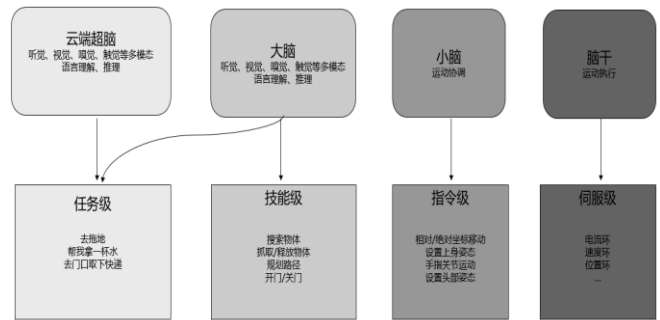 云端超脑
听觉、视觉、嗅觉、触觉等多模态
语言理解、推理
大脑
听觉、视觉、嗅觉、触觉等多模态
语言理解、推理
小脑
运动协调
脑干
运动执行
任务级
去拖地
帮我拿一杯水
去门口取下快递
技能级
搜索物体
抓取/释放物体
规划路径
开门/关门
指令级
相对/绝对坐标移动
设置上身姿态
手指关节运动
设置头部姿态
伺服级
电流环
速度环
位置环
...